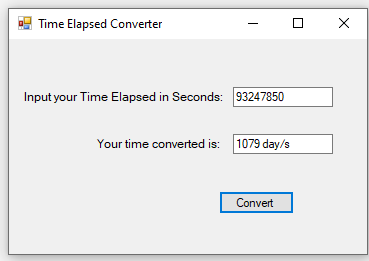 Time Elapsed Converter
Input your Time Elapsed in Seconds: 93247850
Your time converted is: 1079 day/s
Convert